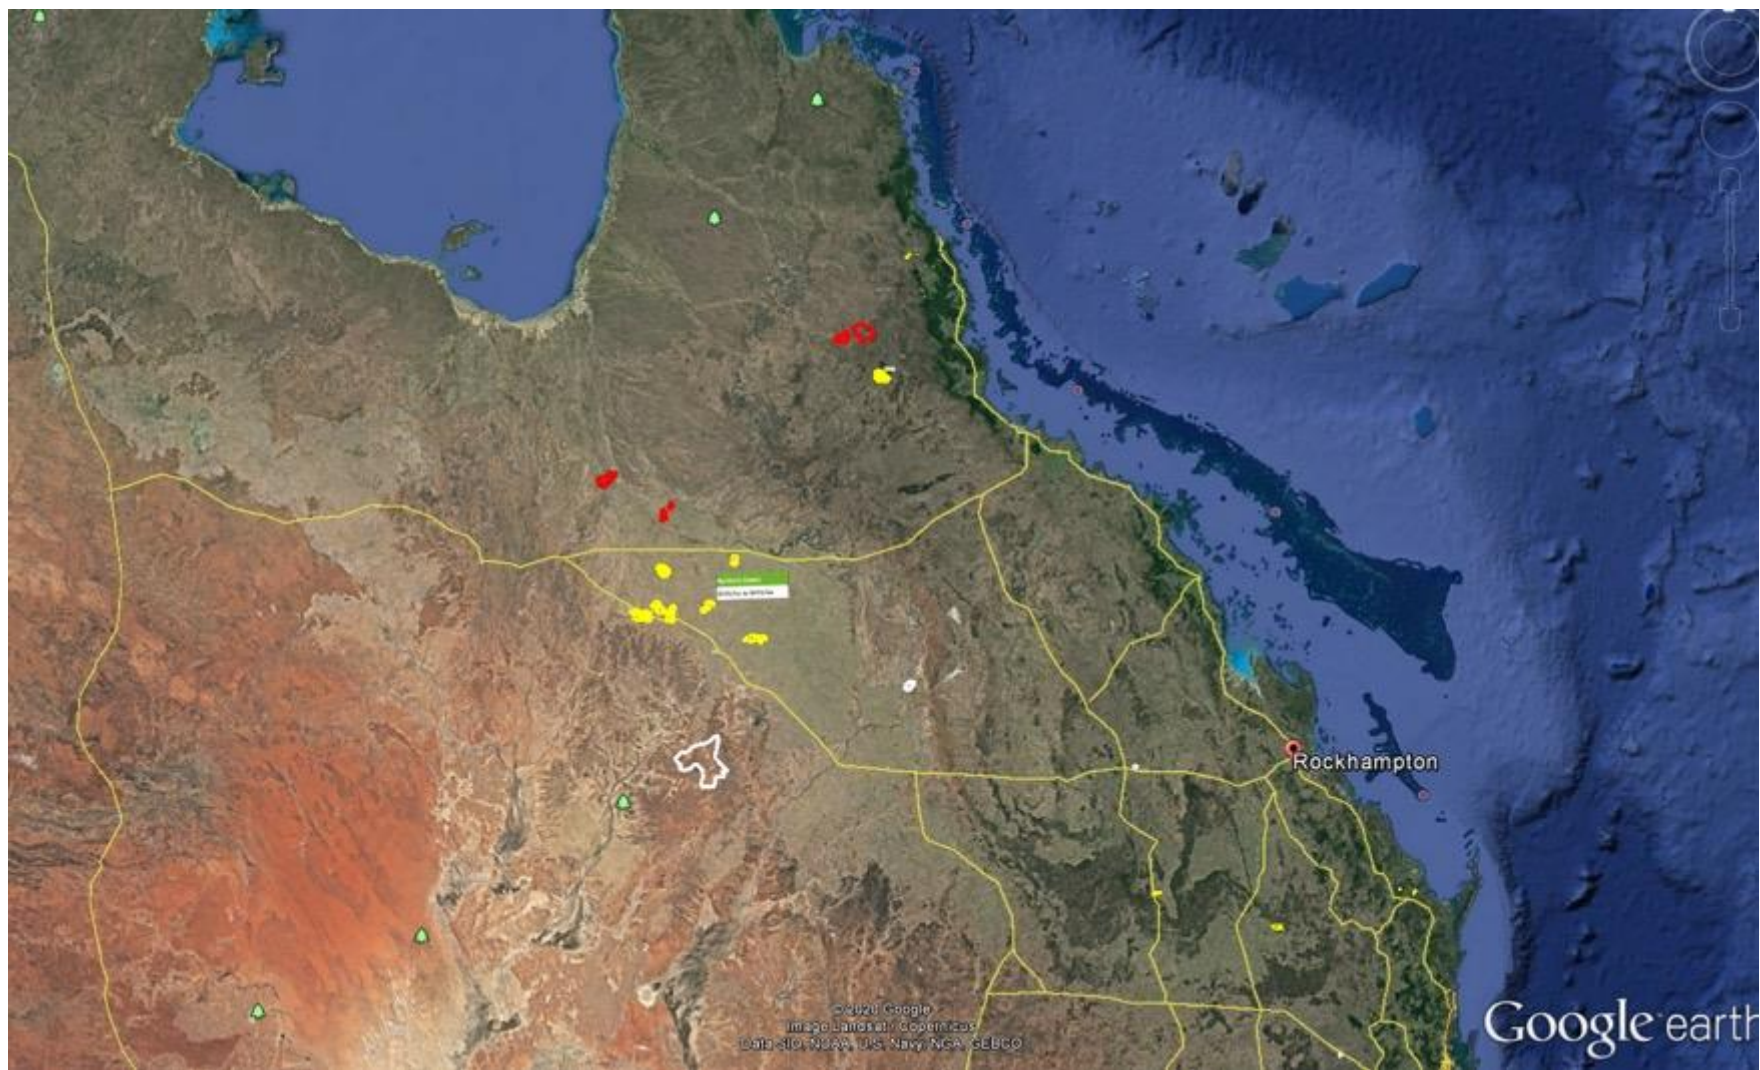 Rockhampton
©2020 Google
Image Landsat / Copernicus
Data SIO, NOAA, U.S. Navy, NGA, GEBCO
Google earth